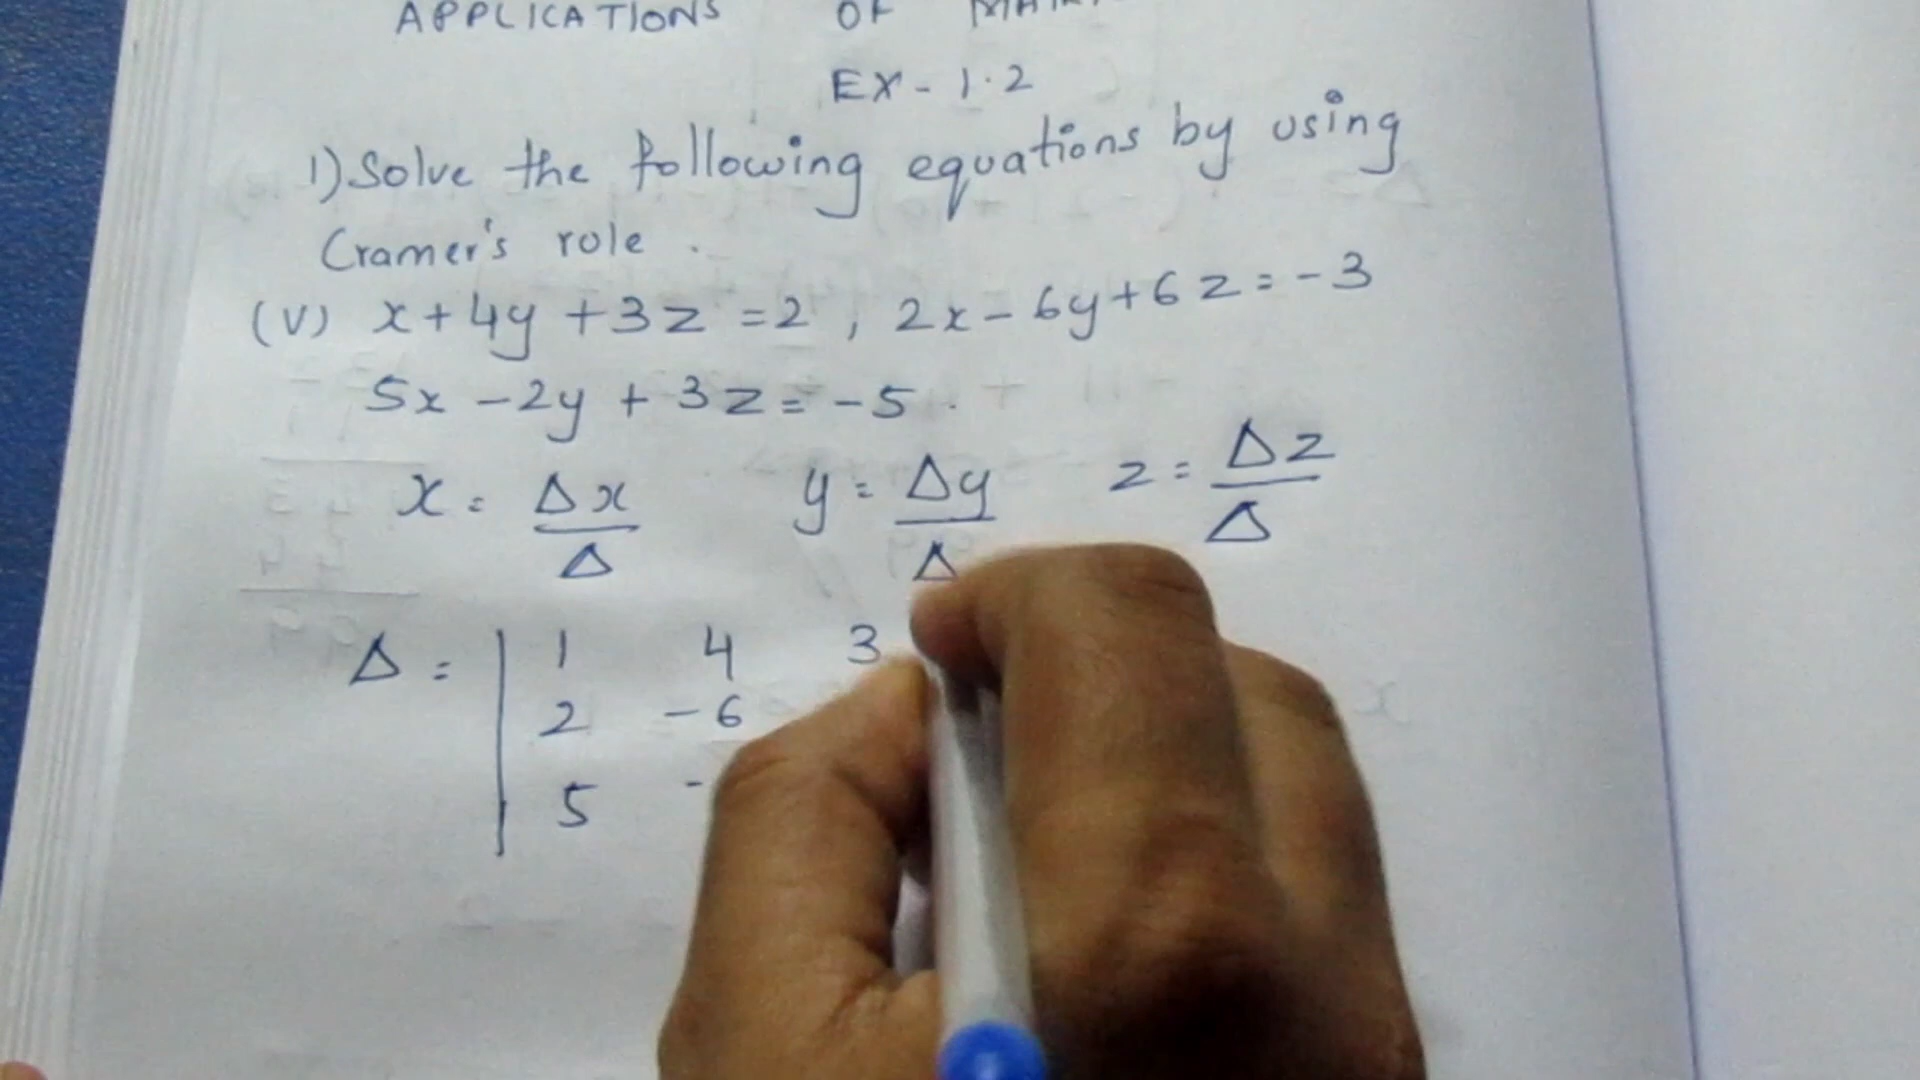 APPLICATIONS OF
EX - 1.2
1) Solve the following equations by using
Cramer's role .
(V) x + 4y + 3z = 2 , 2x - 6y + 6z = -3
5x - 2y + 3z = -5 .
x = Δx/Δ y = Δy/Δ z = Δz/Δ
Δ = | 1 4 3
2 -6
5 -